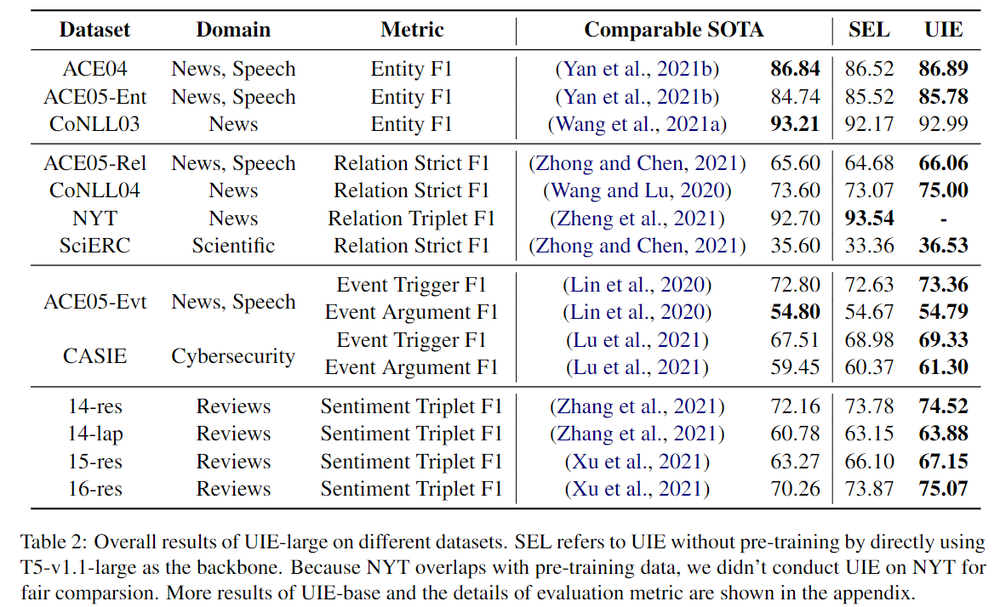 Dataset Domain Metric Comparable SOTA SEL UIE
ACE04 News, Speech Entity F1 (Yan et al., 2021b) 86.84 86.52 86.89
ACE05-Ent News, Speech Entity F1 (Yan et al., 2021b) 84.74 85.52 85.78
CoNLL03 News Entity F1 (Wang et al., 2021a) 93.21 92.17 92.99
ACE05-Rel News, Speech Relation Strict F1 (Zhong and Chen, 2021) 65.60 64.68 66.06
CoNLL04 News Relation Strict F1 (Wang and Lu, 2020) 73.60 73.07 75.00
NYT News Relation Triplet F1 (Zheng et al., 2021) 92.70 93.54 -
SciERC Scientific Relation Strict F1 (Zhong and Chen, 2021) 35.60 33.36 36.53
ACE05-Evt News, Speech Event Trigger F1 (Lin et al., 2020) 72.80 72.63 73.36
Event Argument F1 (Lin et al., 2020) 54.80 54.67 54.79
CASIE Cybersecurity Event Trigger F1 (Lu et al., 2021) 67.51 68.98 69.33
Event Argument F1 (Lu et al., 2021) 59.45 60.37 61.30
14-res Reviews Sentiment Triplet F1 (Zhang et al., 2021) 72.16 73.78 74.52
14-lap Reviews Sentiment Triplet F1 (Zhang et al., 2021) 60.78 63.15 63.88
15-res Reviews Sentiment Triplet F1 (Xu et al., 2021) 63.27 66.10 67.15
16-res Reviews Sentiment Triplet F1 (Xu et al., 2021) 70.26 73.87 75.07
Table 2: Overall results of UIE-large on different datasets. SEL refers to UIE without pre-training by directly using
T5-v1.1-large as the backbone. Because NYT overlaps with pre-training data, we didn't conduct UIE on NYT for
fair comparsion. More results of UIE-base and the details of evaluation metric are shown in the appendix.